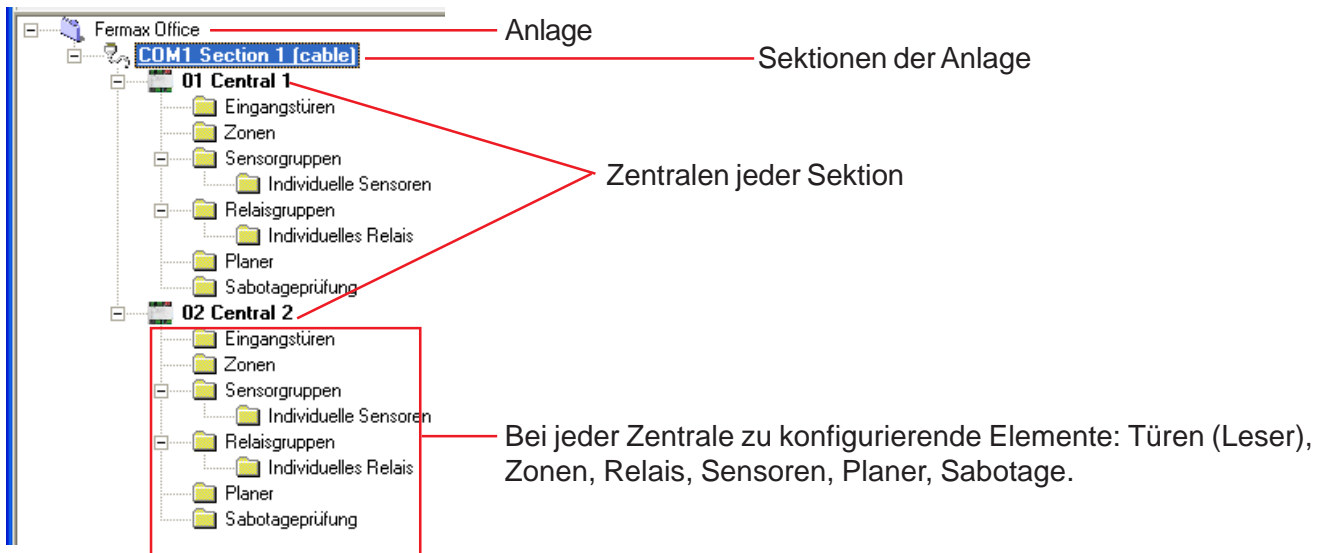 Fermax Office
Anlage
COM1 Section 1 (cable)
Sektionen der Anlage
01 Central 1
Eingangstüren
Zonen
Sensorgruppen
Individuelle Sensoren
Zentralen jeder Sektion
Relaisgruppen
Individuelles Relais
Planer
Sabotageprüfung
02 Central 2
Eingangstüren
Zonen
Sensorgruppen
Individuelle Sensoren
Relaisgruppen
Individuelles Relais
Planer
Sabotageprüfung
Bei jeder Zentrale zu konfigurierende Elemente: Türen (Leser),
Zonen, Relais, Sensoren, Planer, Sabotage.